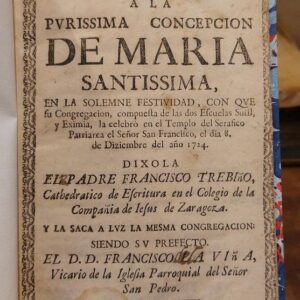 A LA
PVRISSIMA CONCEPCION
DE MARIA
SANTISSIMA,
EN LA SOLEMNE FESTIVIDAD, CON QVE
su Congregacion, compuesta de las dos Escuelas Sutil,
y Eximia, la celebrò en el Templo del Serafico
Patriarca el Señor San Francisco, el dia 8.
de Diciembre del año 1724.
DIXOLA
EL PADRE FRANCISCO TREBIñO,
Cathedratico de Escritura en el Colegio de la
Compañia de Iesus de Zaragoza.
Y LA SACA A LVZ LA MESMA CONGREGACION:
SIENDO SV PREFECTO,
EL D. D. FRANCISCO LA VIñA,
Vicario de la Iglesia Parroquial del Señor
San Pedro.